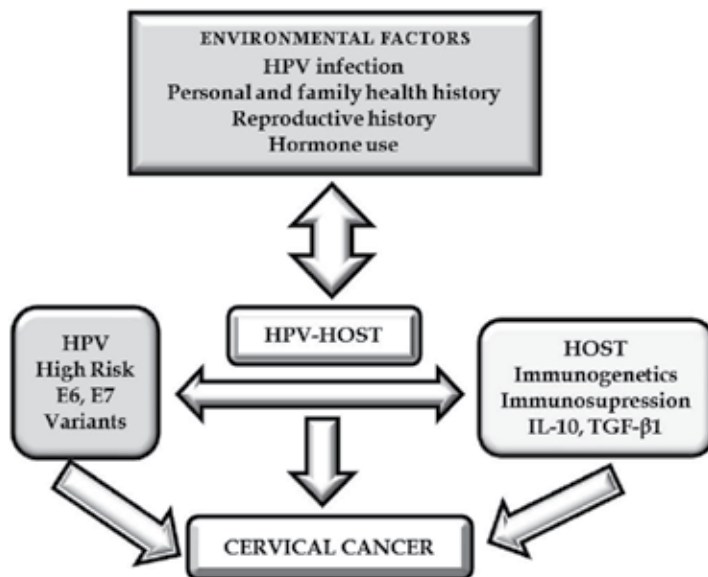 ENVIRONMENTAL FACTORS
HPV infection
Personal and family health history
Reproductive history
Hormone use
HPV-HOST
HPV
High Risk
E6, E7
Variants
HOST
Immunogenetics
Immunosupression
IL-10, TGF-β1
CERVICAL CANCER